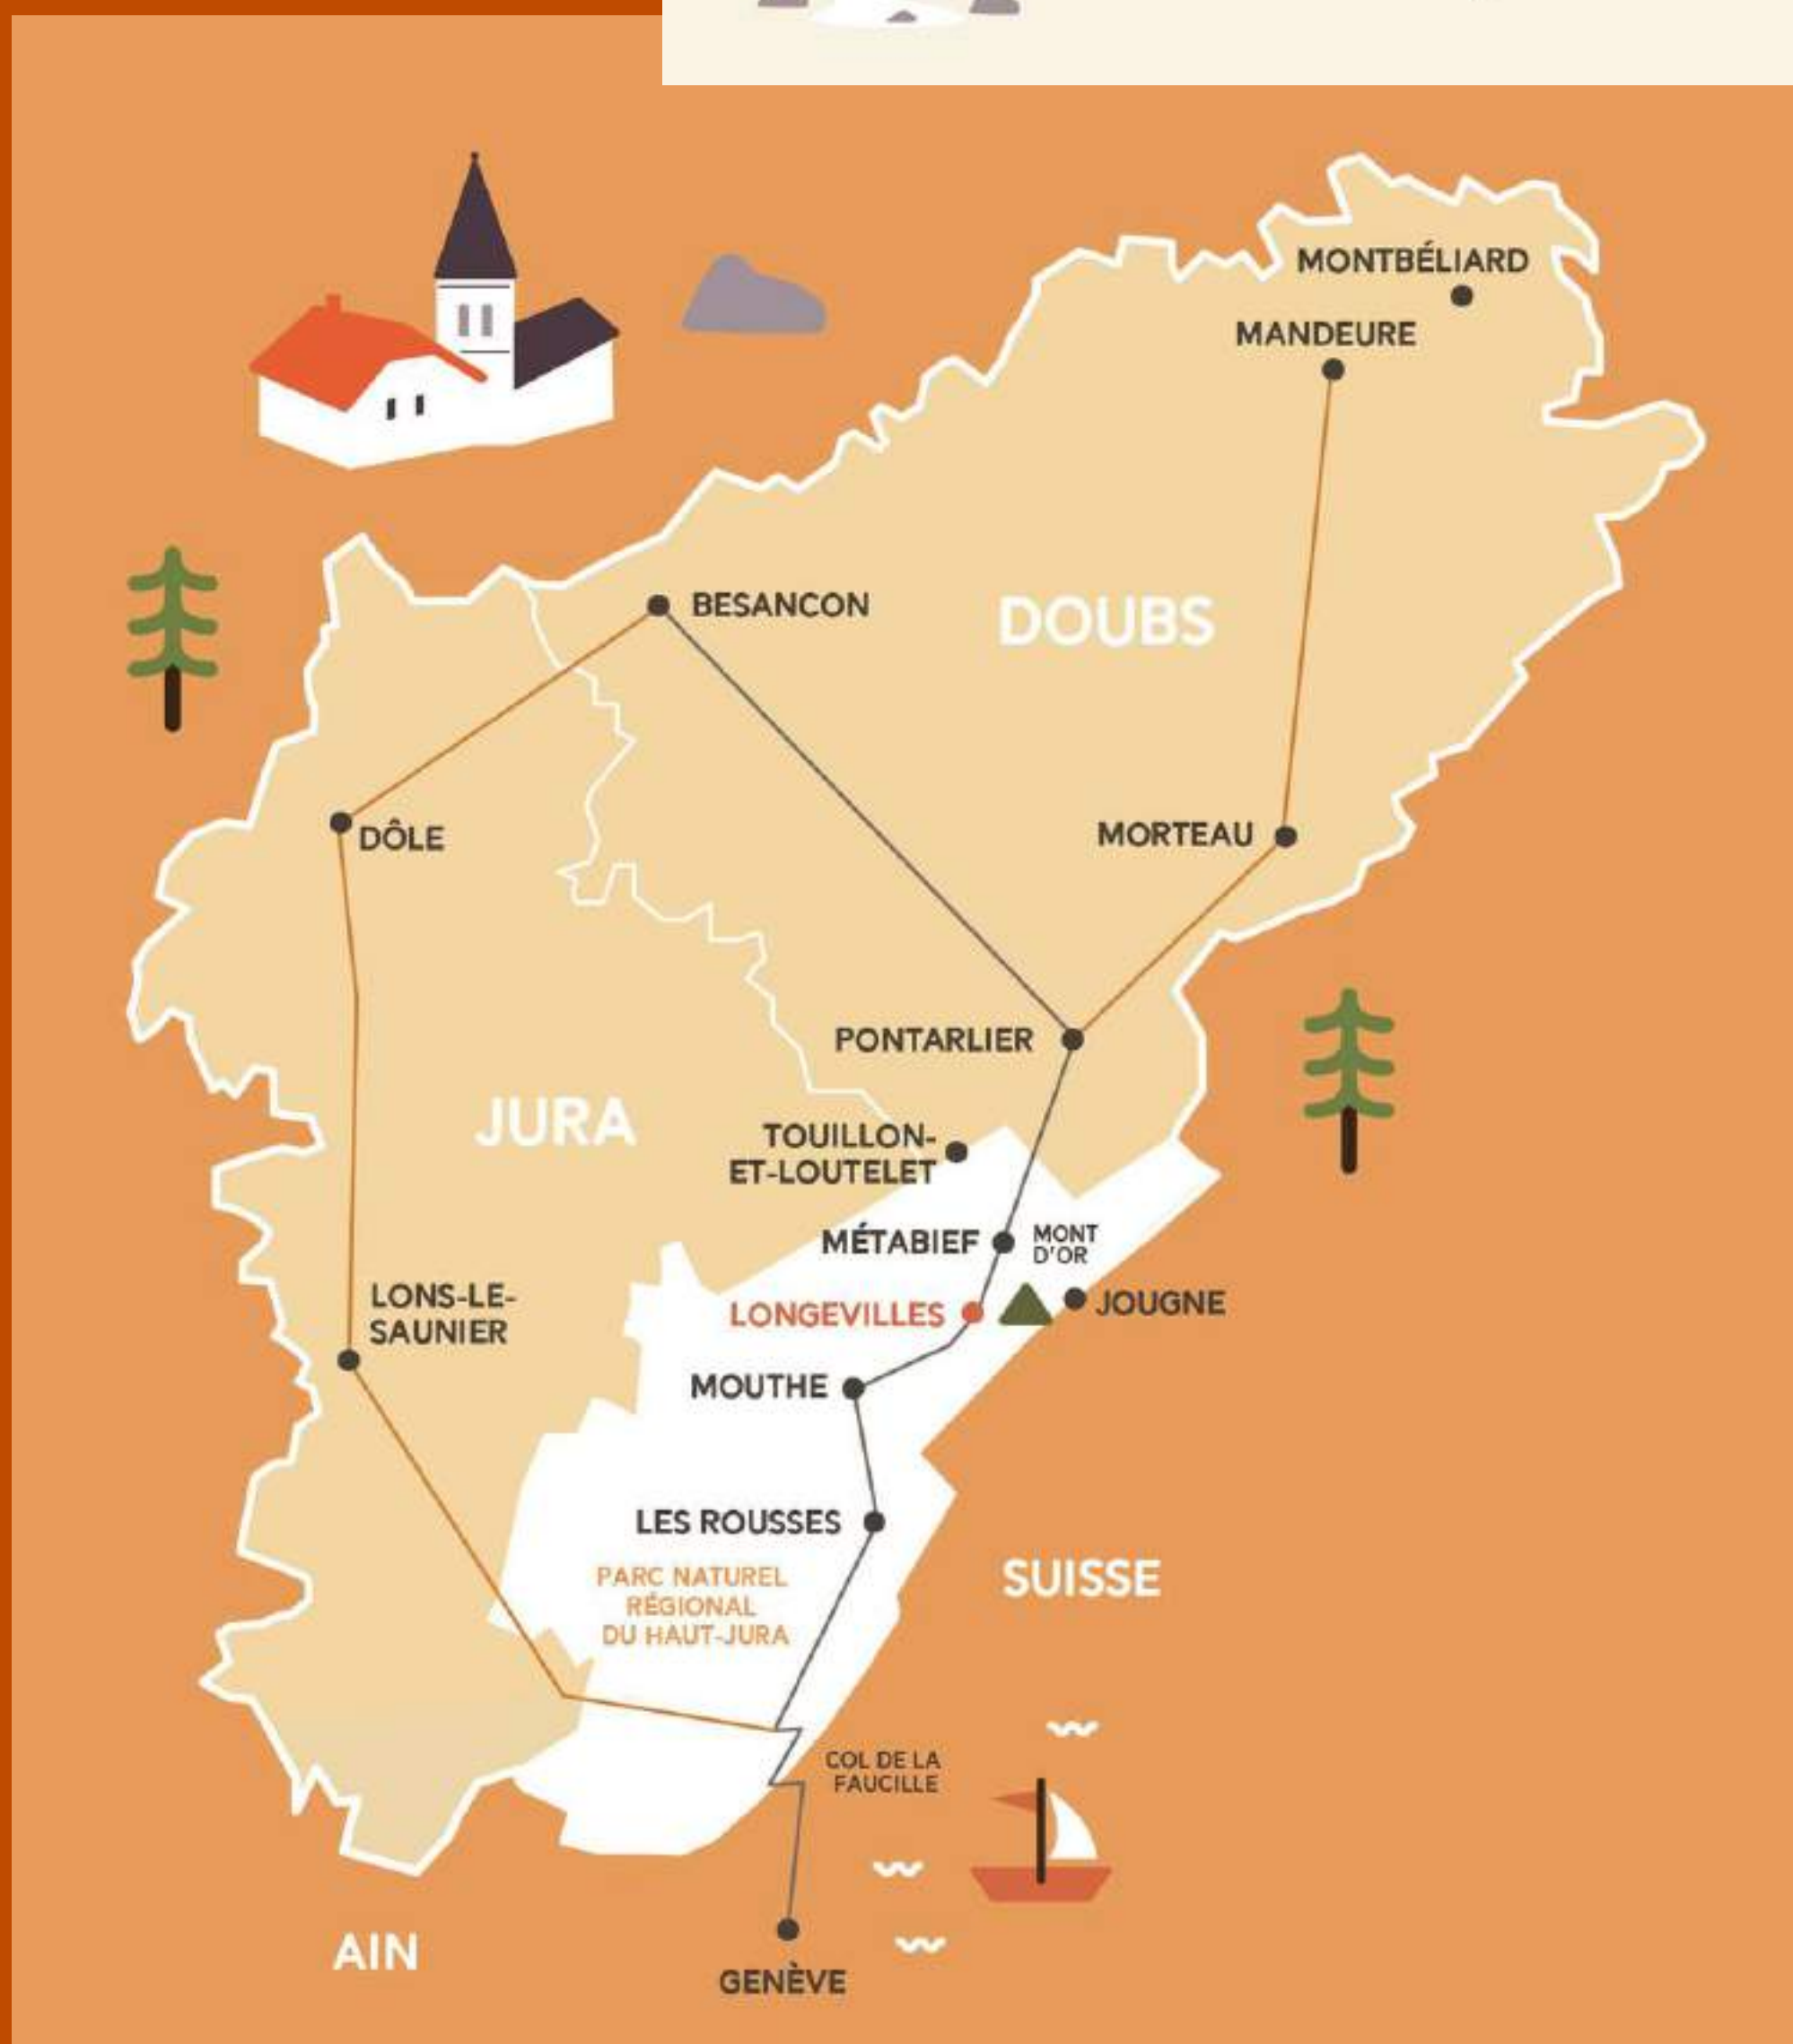 MONTBÉLIARD
MANDEURE
BESANCON
DOUBS
DÔLE
MORTEAU
PONTARLIER
JURA
TOUILLON-
ET-LOUTELET
MÉTABIEF
MONT
D'OR
LONS-LE-
SAUNIER
LONGEVILLES
JOUGNE
MOUTHE
LES ROUSSES
PARC NATUREL
RÉGIONAL
DU HAUT-JURA
SUISSE
COL DE LA
FAUCILLE
AIN
GENÈVE